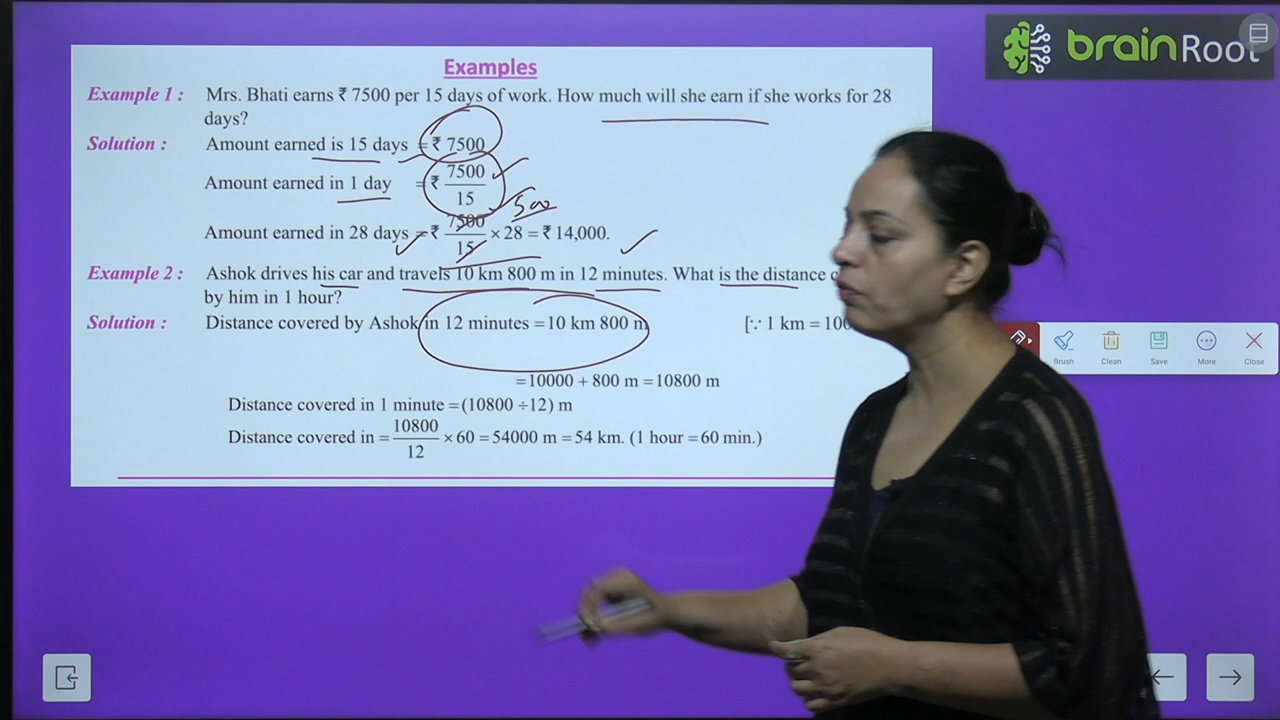 brainRoot
Examples
Example 1 : Mrs. Bhati earns ₹ 7500 per 15 days of work. How much will she earn if she works for 28
days?
Solution : Amount earned is 15 days = ₹ 7500
Amount earned in 1 day = ₹ 7500/15
500
Amount earned in 28 days = ₹ 7500/15 × 28 = ₹ 14,000.
Example 2 : Ashok drives his car and travels 10 km 800 m in 12 minutes. What is the distance
by him in 1 hour?
Solution : Distance covered by Ashok in 12 minutes = 10 km 800 m [∵ 1 km =
= 10000 + 800 m = 10800 m
Distance covered in 1 minute = (10800 ÷12) m
Distance covered in = 10800/12 × 60 = 54000 m = 54 km. (1 hour = 60 min.)
Brush Clean Save More Close